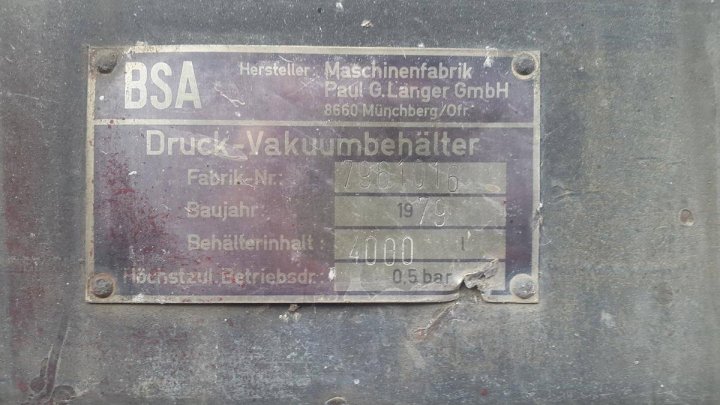 BSA
Hersteller: Maschinenfabrik
Paul G. Langer GmbH
8660 Münchberg/Ofr.
Druck-Vakuumbehälter
Fabrik-Nr.: 7961016
Baujahr: 1979
Behälterinhalt: 4000 l
Höchstzul. Betriebsdr. 0,5 bar